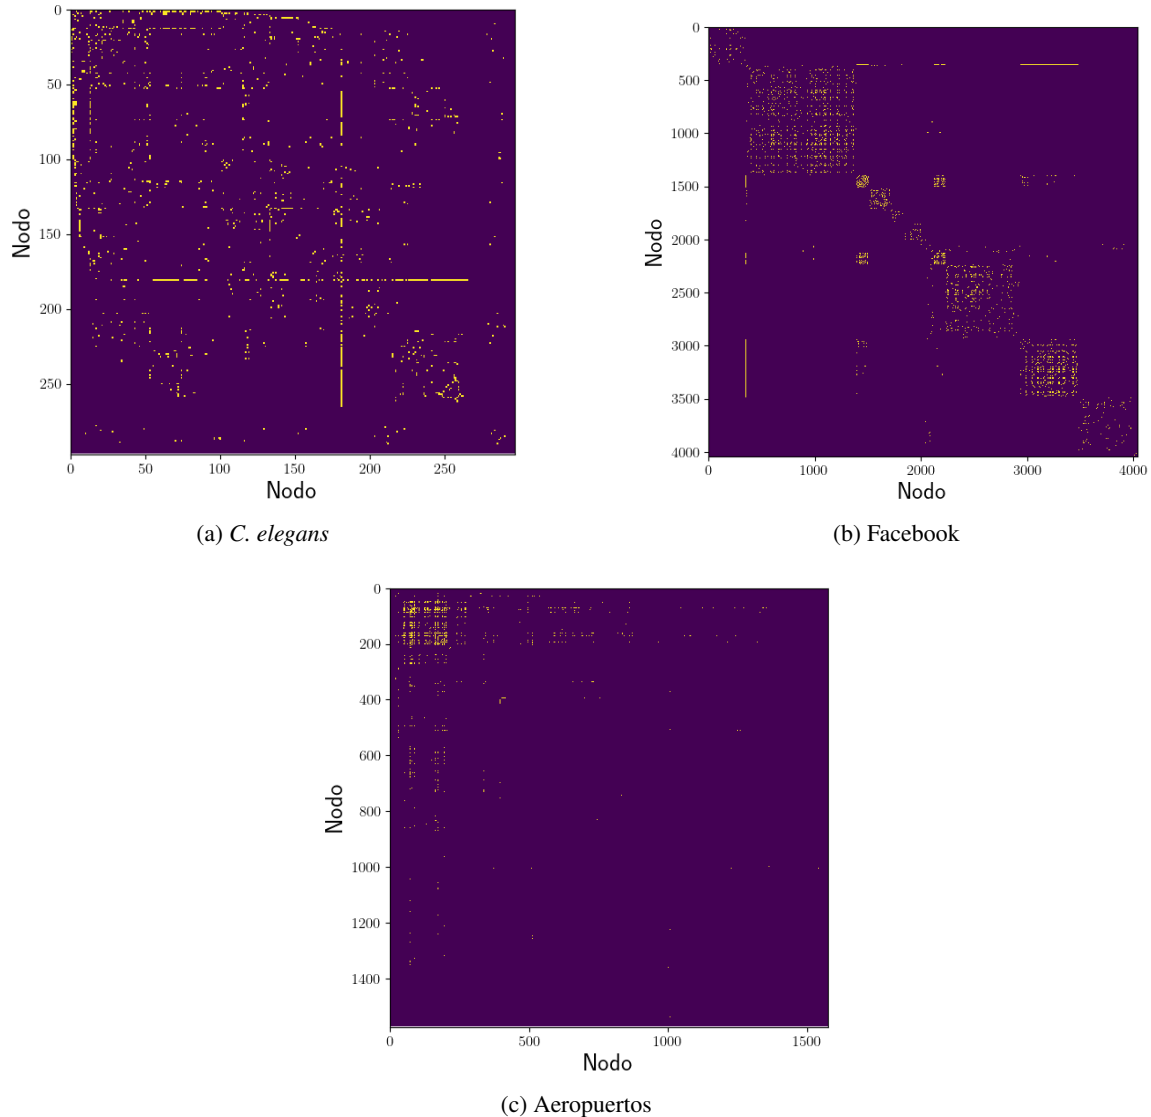 0
50
100
150
200
250
Nodo
0 50 100 150 200 250
Nodo
(a) C. elegans
0
500
1000
1500
2000
2500
3000
3500
4000
Nodo
0 1000 2000 3000 4000
Nodo
(b) Facebook
0
200
400
600
800
1000
1200
1400
Nodo
0 500 1000 1500
Nodo
(c) Aeropuertos